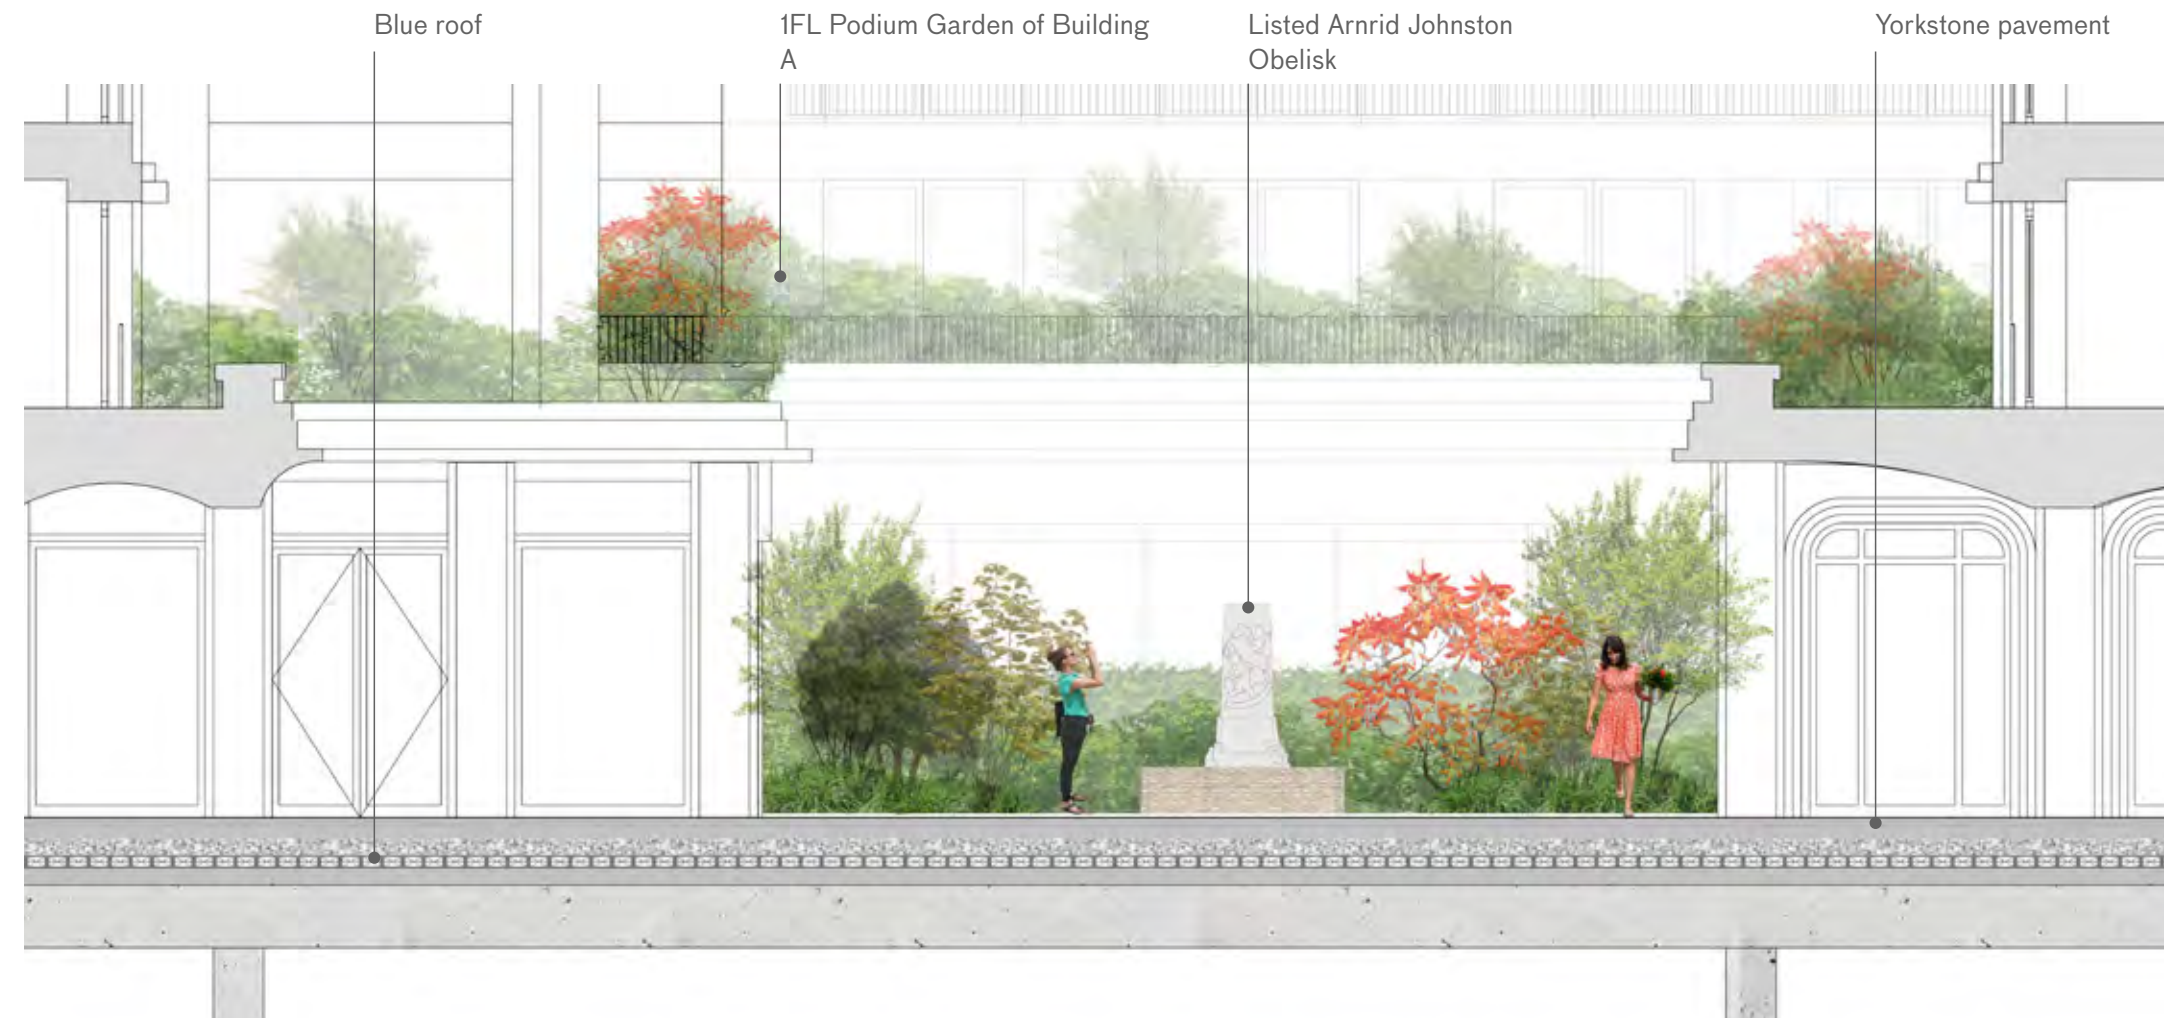 Blue roof
1FL Podium Garden of Building
A
Listed Arnrid Johnston
Obelisk
Yorkstone pavement